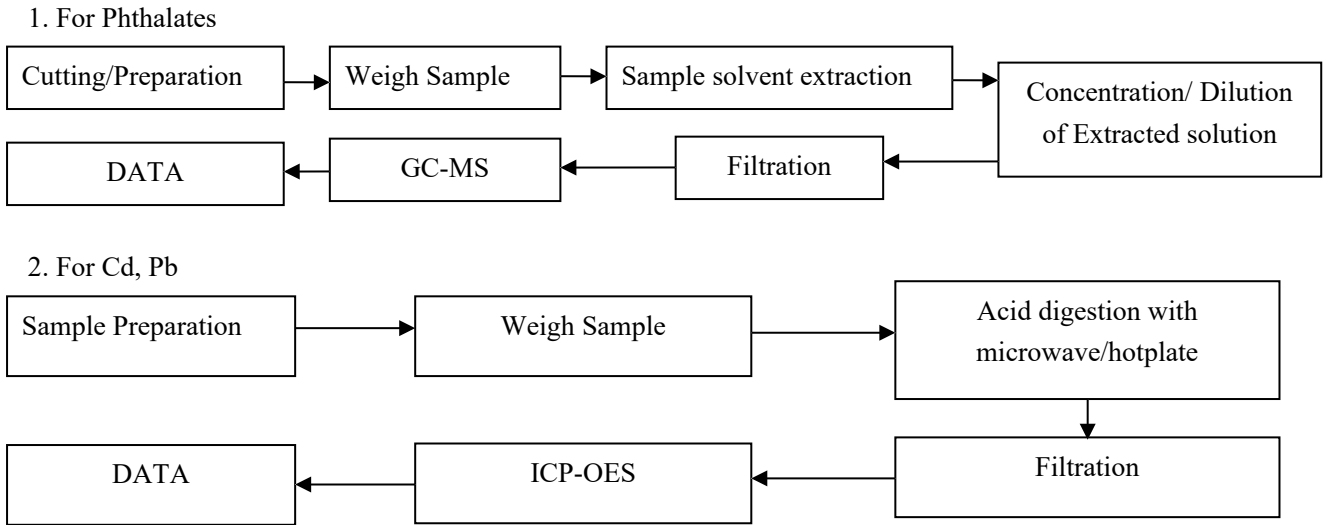 1. For Phthalates
Cutting/Preparation
Weigh Sample
Sample solvent extraction
Concentration/ Dilution
of Extracted solution
Filtration
GC-MS
DATA
2. For Cd, Pb
Sample Preparation
Weigh Sample
Acid digestion with
microwave/hotplate
Filtration
ICP-OES
DATA